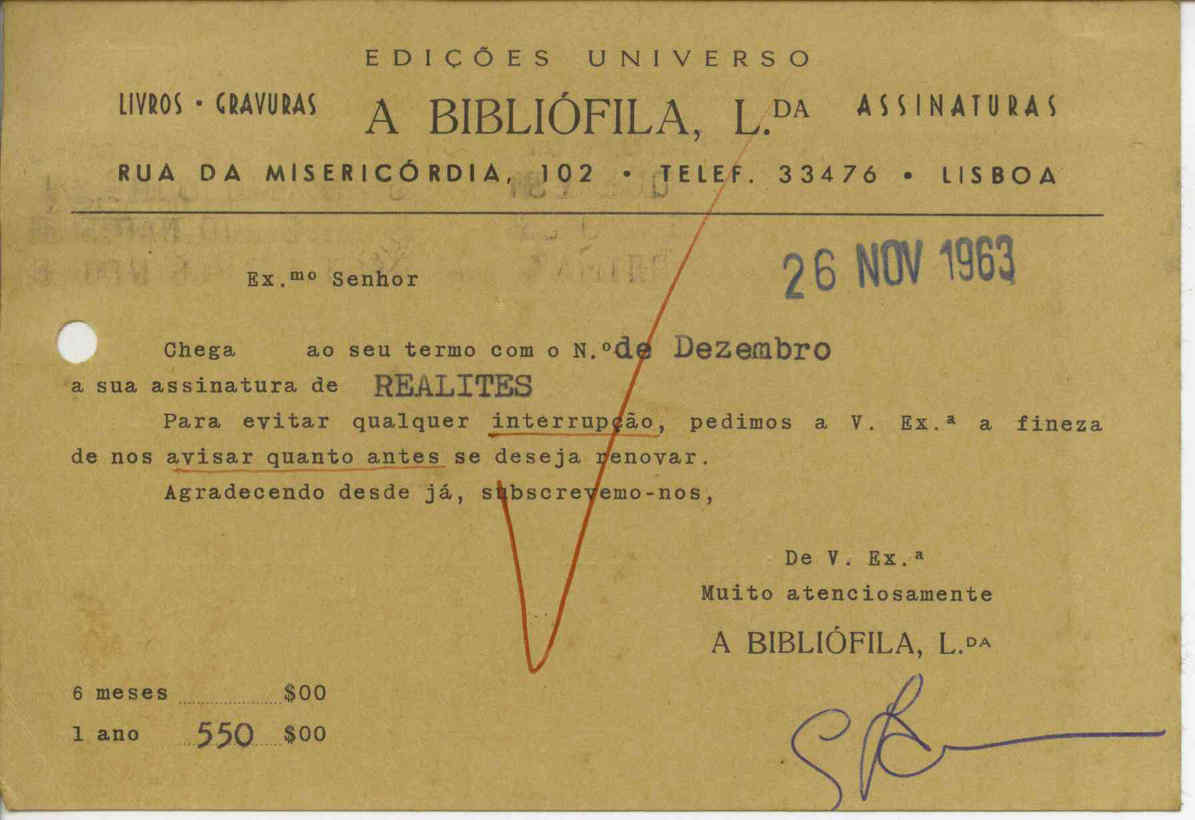 EDIÇÕES UNIVERSO
LIVROS · GRAVURAS A BIBLIÓFILA, L.DA ASSINATURAS
RUA DA MISERICÓRDIA, 102 · TELEF. 33476 · LISBOA
26 NOV 1963
Ex.mo Senhor
Chega ao seu termo com o N.º de Dezembro
a sua assinatura de REALITES
Para evitar qualquer interrupção, pedimos a V. Ex.ª a fineza
de nos avisar quanto antes se deseja renovar.
Agradecendo desde já, subscrevemo-nos,
De V. Ex.ª
Muito atenciosamente
A BIBLIÓFILA, L.DA
6 meses ........ $00
1 ano 550 $00